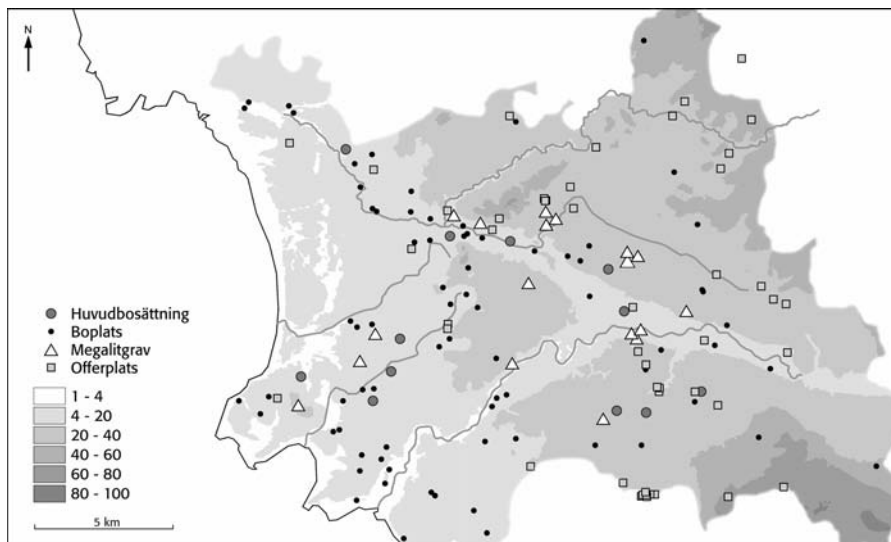 N
Huvudbosättning
Boplats
Megalitgrav
Offerplats
1 - 4
4 - 20
20 - 40
40 - 60
60 - 80
80 - 100
5 km